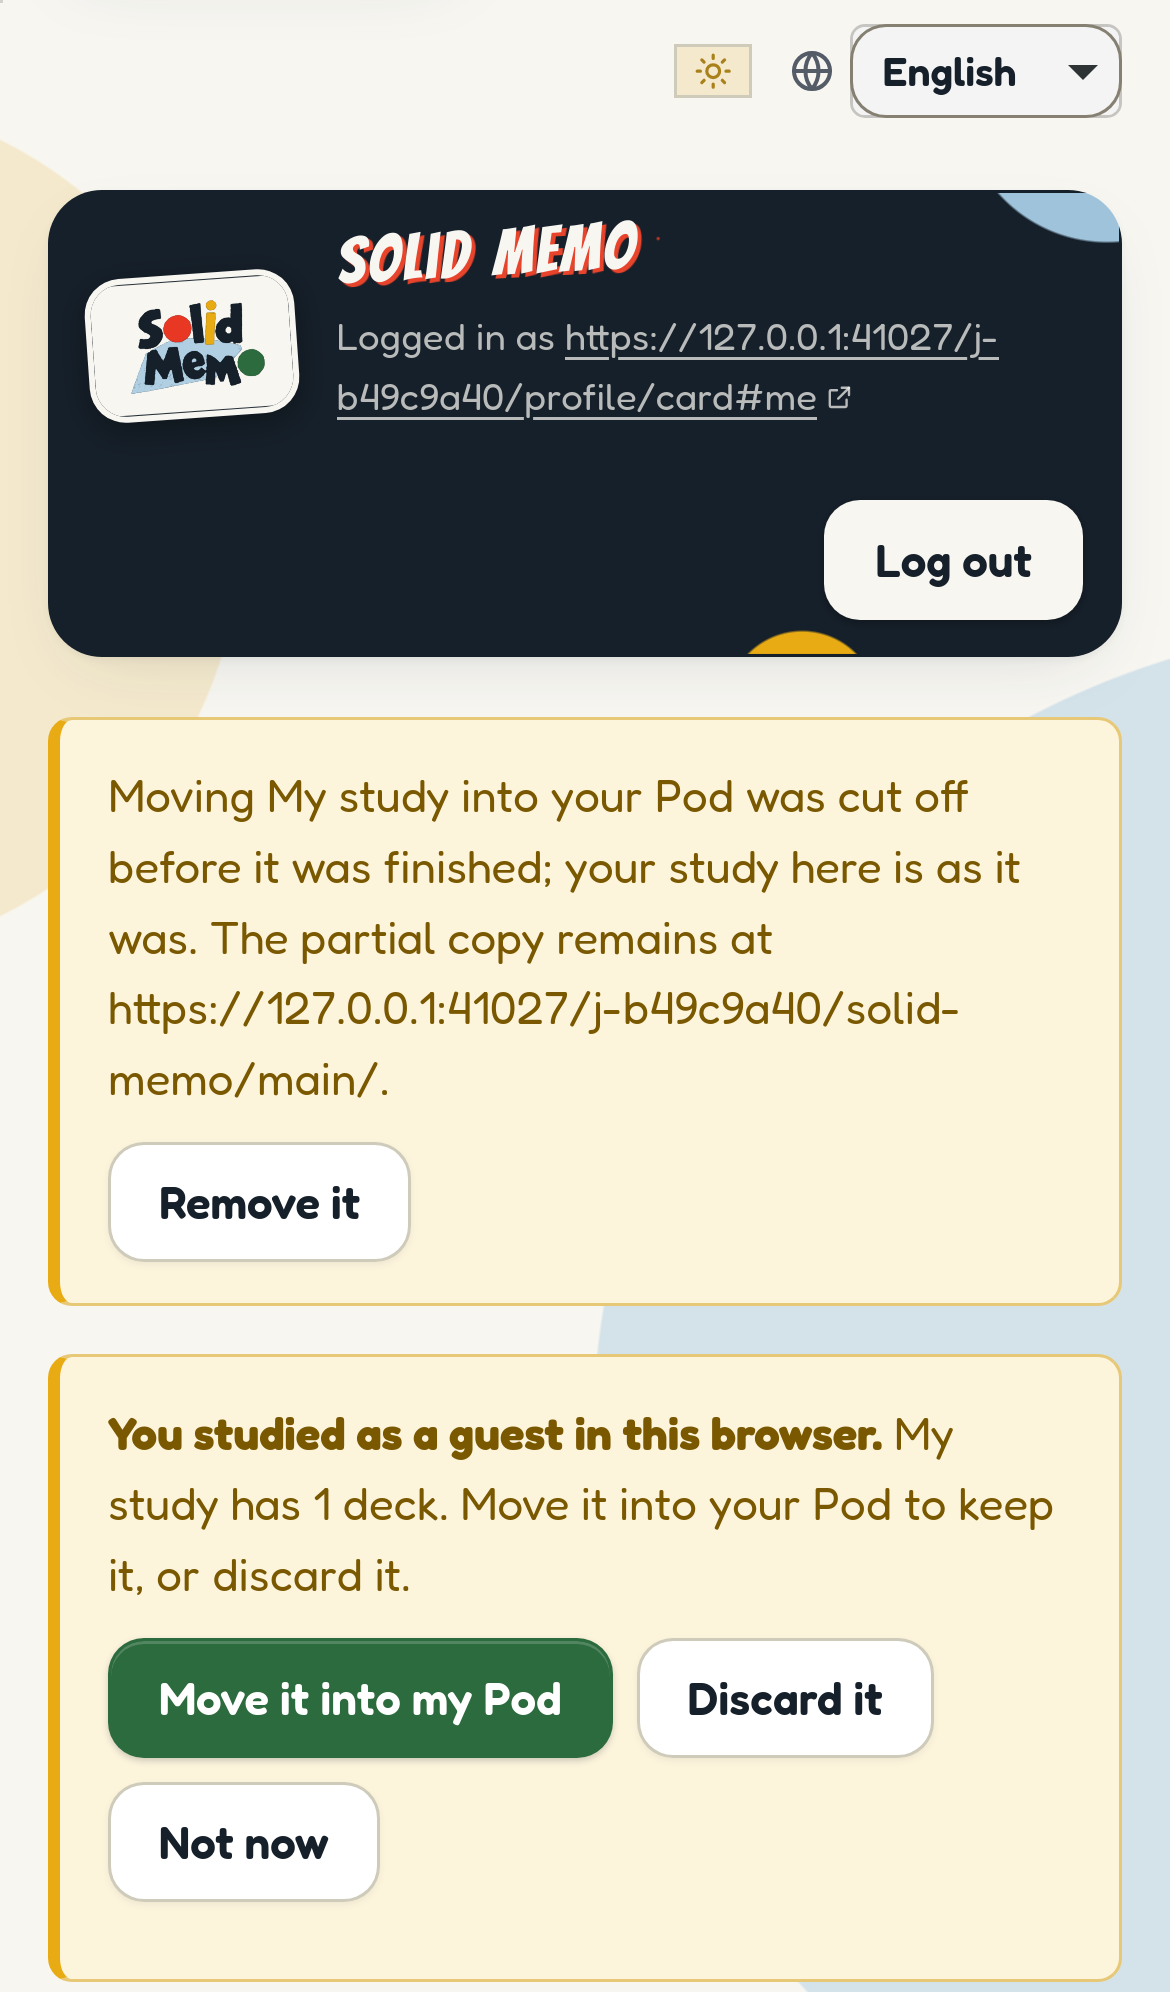 English
SOLID MEMO
Solid
MeMo
Logged in as https://127.0.0.1:41027/j-
b49c9a40/profile/card#me
Log out
Moving My study into your Pod was cut off
before it was finished; your study here is as it
was. The partial copy remains at
https://127.0.0.1:41027/j-b49c9a40/solid-
memo/main/.
Remove it
You studied as a guest in this browser. My
study has 1 deck. Move it into your Pod to keep
it, or discard it.
Move it into my Pod
Discard it
Not now